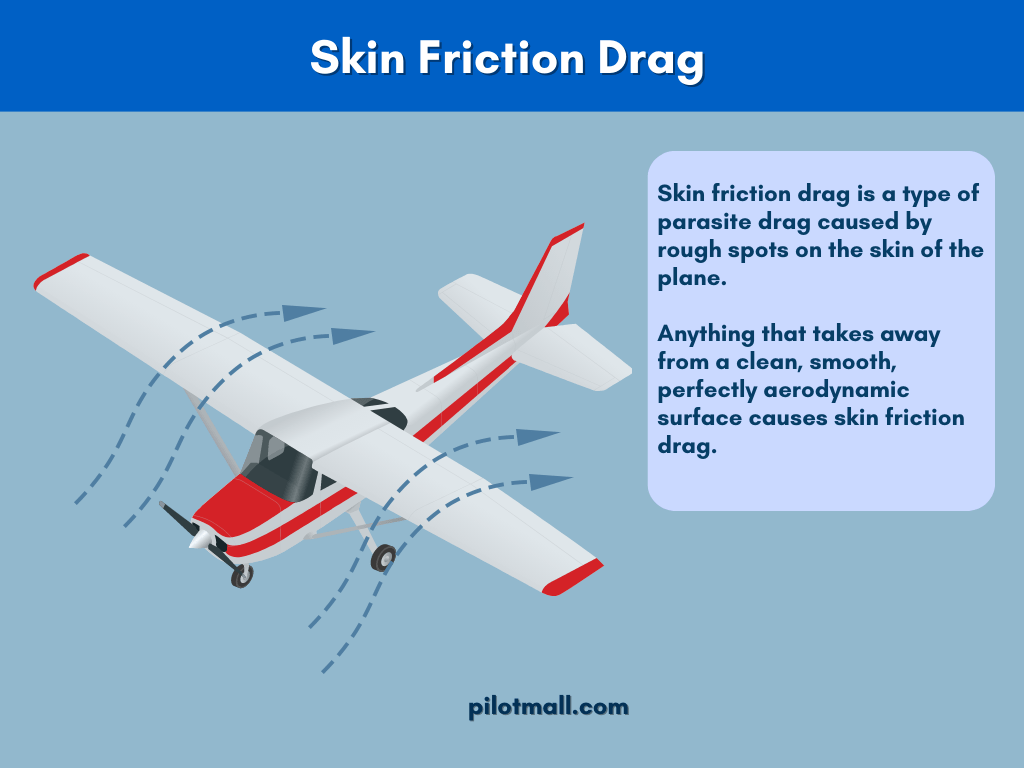 Skin Friction Drag
Skin friction drag is a type of
parasite drag caused by
rough spots on the skin of the
plane.
Anything that takes away
from a clean, smooth,
perfectly aerodynamic
surface causes skin friction
drag.
pilotmall.com